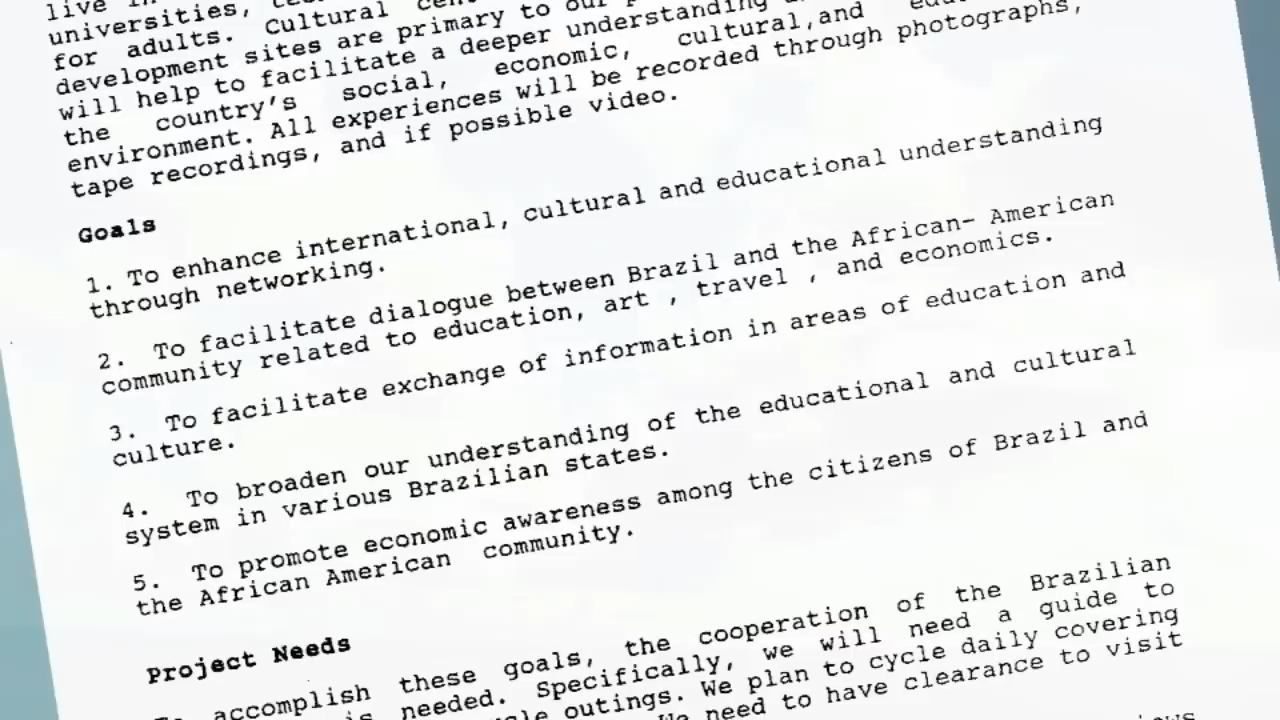 live in
universities,
for adults. Cultural
development sites are primary to our
will help to facilitate a deeper understanding
the country's social, economic, cultural,and
environment. All experiences will be recorded through photographs,
tape recordings, and if possible video.
Goals
1. To enhance international, cultural and educational understanding
through networking.
2. To facilitate dialogue between Brazil and the African- American
community related to education, art , travel , and economics.
3. To facilitate exchange of information in areas of education and
culture.
4. To broaden our understanding of the educational and cultural
system in various Brazilian states.
5. To promote economic awareness among the citizens of Brazil and
the African American community.
Project Needs
To accomplish these goals, the cooperation of the Brazilian
is needed. Specifically, we will need a guide to
outings. We plan to cycle daily covering
We need to have clearance to visit